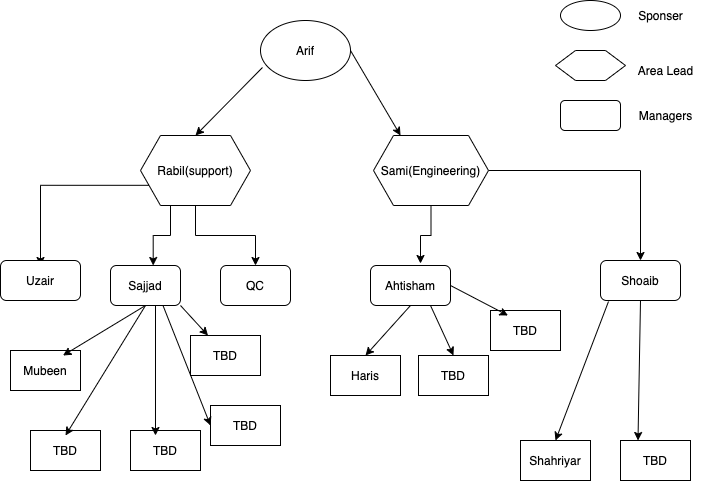 Sponser
Arif
Area Lead
Managers
Rabil(support)
Sami(Engineering)
Uzair
Sajjad
QC
Ahtisham
Shoaib
TBD
TBD
Mubeen
Haris
TBD
TBD
TBD
TBD
Shahriyar
TBD